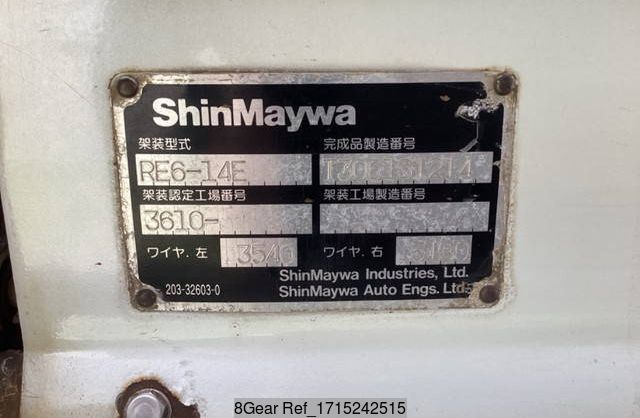 ShinMaywa
架装型式
完成品製造番号
RE6-14E
架装認定工場番号
架装工場製造番号
3610-
ワイヤ. 左
ワイヤ. 右
ShinMaywa Industries, Ltd.
203-32603-0
ShinMaywa Auto Engs. Ltd.
8Gear Ref_1715242515